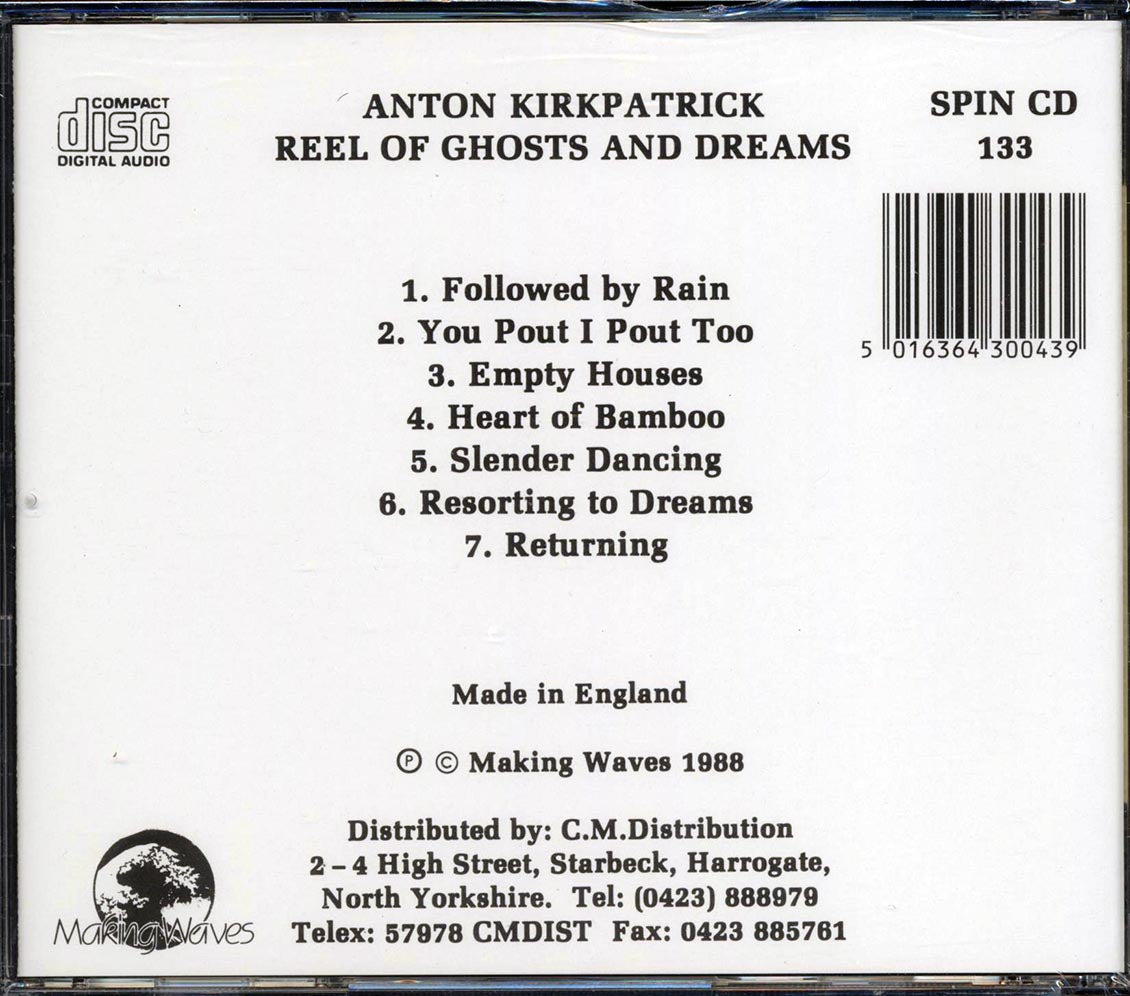 COMPACT
disc
DIGITAL AUDIO
ANTON KIRKPATRICK
REEL OF GHOSTS AND DREAMS
SPIN CD
133
5 016364 300439
1. Followed by Rain
2. You Pout I Pout Too
3. Empty Houses
4. Heart of Bamboo
5. Slender Dancing
6. Resorting to Dreams
7. Returning
Made in England
Ⓟ © Making Waves 1988
Distributed by: C.M.Distribution
2 – 4 High Street, Starbeck, Harrogate,
North Yorkshire. Tel: (0423) 888979
Telex: 57978 CMDIST Fax: 0423 885761
Making Waves